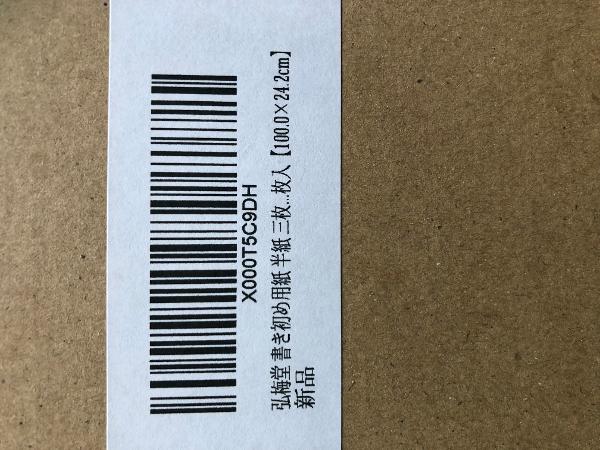 X000T5C9DH
弘梅堂 書き初め用紙 半紙 三枚...枚入【100.0×24.2cm】
新品